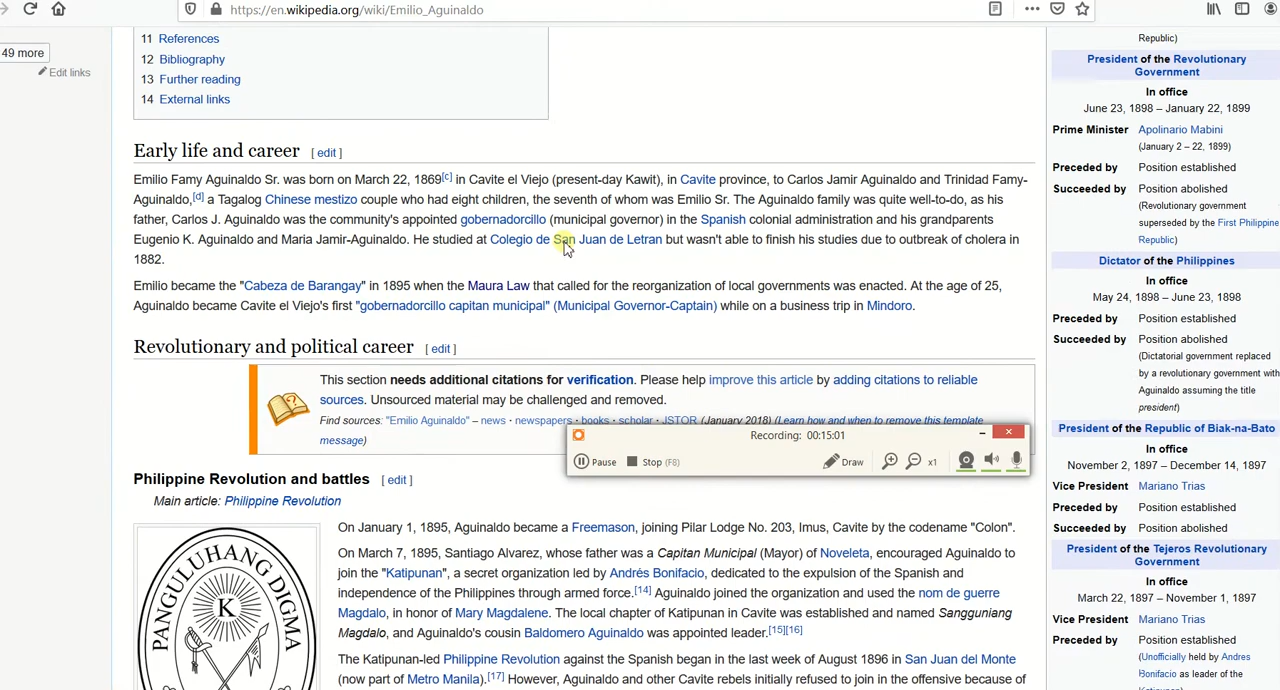 https://en.wikipedia.org/wiki/Emilio_Aguinaldo
49 more
Edit links
11 References
12 Bibliography
13 Further reading
14 External links
Early life and career [ edit ]
Emilio Famy Aguinaldo Sr. was born on March 22, 1869[c] in Cavite el Viejo (present-day Kawit), in Cavite province, to Carlos Jamir Aguinaldo and Trinidad Famy-
Aguinaldo,[d] a Tagalog Chinese mestizo couple who had eight children, the seventh of whom was Emilio Sr. The Aguinaldo family was quite well-to-do, as his
father, Carlos J. Aguinaldo was the community's appointed gobernadorcillo (municipal governor) in the Spanish colonial administration and his grandparents
Eugenio K. Aguinaldo and Maria Jamir-Aguinaldo. He studied at Colegio de San Juan de Letran but wasn't able to finish his studies due to outbreak of cholera in
1882.
Emilio became the "Cabeza de Barangay" in 1895 when the Maura Law that called for the reorganization of local governments was enacted. At the age of 25,
Aguinaldo became Cavite el Viejo's first "gobernadorcillo capitan municipal" (Municipal Governor-Captain) while on a business trip in Mindoro.
Revolutionary and political career [ edit ]
This section needs additional citations for verification. Please help improve this article by adding citations to reliable
sources. Unsourced material may be challenged and removed.
Find sources: "Emilio Aguinaldo" – news · newspapers · books · scholar · JSTOR (January 2018) (Learn how and when to remove this template
message)
Recording: 00:15:01
Pause Stop (F8) Draw x1
Philippine Revolution and battles [ edit ]
Main article: Philippine Revolution
PANGULUHANG DIGMA
K
On January 1, 1895, Aguinaldo became a Freemason, joining Pilar Lodge No. 203, Imus, Cavite by the codename "Colon".
On March 7, 1895, Santiago Alvarez, whose father was a Capitan Municipal (Mayor) of Noveleta, encouraged Aguinaldo to
join the "Katipunan", a secret organization led by Andrés Bonifacio, dedicated to the expulsion of the Spanish and
independence of the Philippines through armed force.[14] Aguinaldo joined the organization and used the nom de guerre
Magdalo, in honor of Mary Magdalene. The local chapter of Katipunan in Cavite was established and named Sangguniang
Magdalo, and Aguinaldo's cousin Baldomero Aguinaldo was appointed leader.[15][16]
The Katipunan-led Philippine Revolution against the Spanish began in the last week of August 1896 in San Juan del Monte
(now part of Metro Manila).[17] However, Aguinaldo and other Cavite rebels initially refused to join in the offensive because of
Republic)
President of the Revolutionary
Government
In office
June 23, 1898 – January 22, 1899
Prime Minister Apolinario Mabini
(January 2 – 22, 1899)
Preceded by Position established
Succeeded by Position abolished
(Revolutionary government
superseded by the First Philippine
Republic)
Dictator of the Philippines
In office
May 24, 1898 – June 23, 1898
Preceded by Position established
Succeeded by Position abolished
(Dictatorial government replaced
by a revolutionary government with
Aguinaldo assuming the title
president)
President of the Republic of Biak-na-Bato
In office
November 2, 1897 – December 14, 1897
Vice President Mariano Trias
Preceded by Position established
Succeeded by Position abolished
President of the Tejeros Revolutionary
Government
In office
March 22, 1897 – November 1, 1897
Vice President Mariano Trias
Preceded by Position established
(Unofficially held by Andres
Bonifacio as leader of the